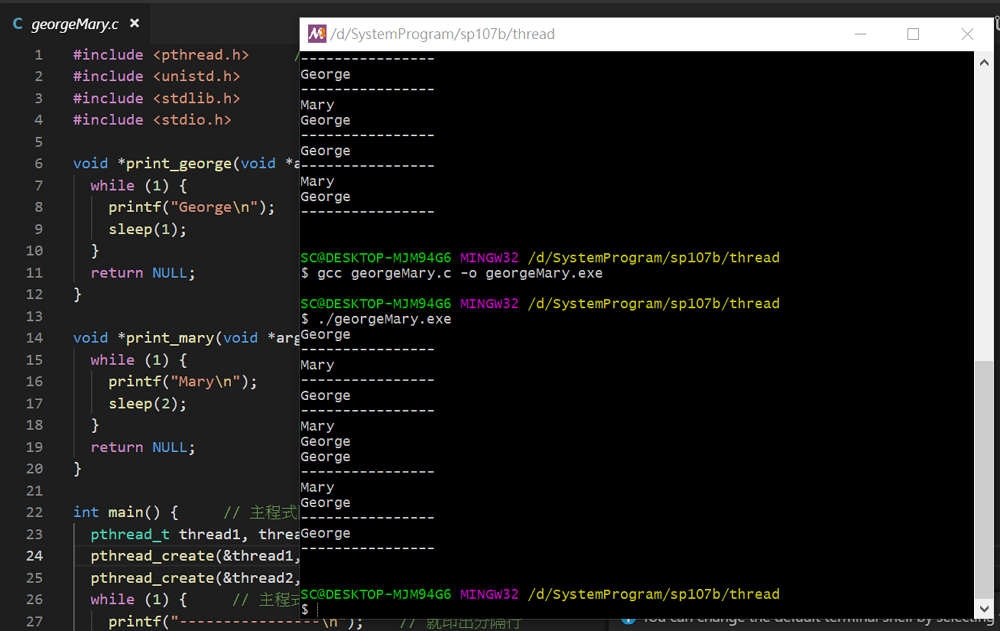 georgeMary.c
1 #include <pthread.h> /
2 #include <unistd.h>
3 #include <stdlib.h>
4 #include <stdio.h>
5
6 void *print_george(void *a
7 while (1) {
8 printf("George\n");
9 sleep(1);
10 }
11 return NULL;
12 }
13
14 void *print_mary(void *arg
15 while (1) {
16 printf("Mary\n");
17 sleep(2);
18 }
19 return NULL;
20 }
21
22 int main() { // 主程式
23 pthread_t thread1, threa
24 pthread_create(&thread1,
25 pthread_create(&thread2,
26 while (1) { // 主程式
27 printf("----------------\n"); // 就印出分隔行
/d/SystemProgram/sp107b/thread
----------------
George
----------------
Mary
George
----------------
George
----------------
Mary
George
----------------
SC@DESKTOP-MJM94G6 MINGW32 /d/SystemProgram/sp107b/thread
$ gcc georgeMary.c -o georgeMary.exe
SC@DESKTOP-MJM94G6 MINGW32 /d/SystemProgram/sp107b/thread
$ ./georgeMary.exe
George
----------------
Mary
----------------
George
----------------
Mary
George
George
----------------
Mary
George
----------------
George
----------------
SC@DESKTOP-MJM94G6 MINGW32 /d/SystemProgram/sp107b/thread
$
You can change the default terminal shell by selecting